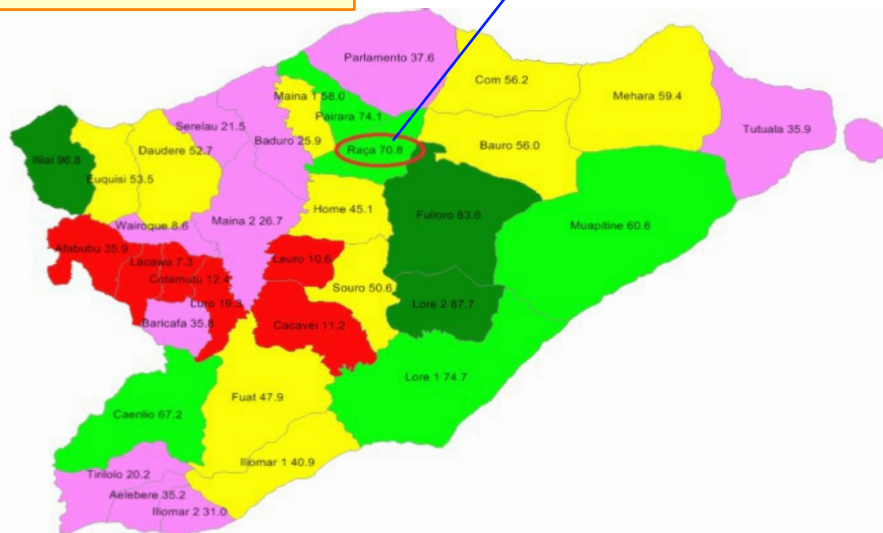 Parlamento 37.6
Com 56.2
Mehara 59.4
Maina 1 58.0
Pairara 74.1
Serelau 21.5
Baduro 25.9
Tutuala 35.9
Daudere 52.7
Raça 70.8
Bauro 56.0
Ililai 96.8
Euquisi 53.5
Maina 2 26.7
Home 45.1
Fuiloro 83.6
Muapitine 60.6
Wairoque 8.6
Afabubu 35.9
Lacawa 7.3
Leuro 10.6
Cotamutu 12.4
Souro 50.6
Luro 19.3
Lore 2 87.7
Baricafa 35.8
Cacavei 11.2
Lore 1 74.7
Fuat 47.9
Caenlio 67.2
Iliomar 1 40.9
Tirilolo 20.2
Aelebere 35.2
Iliomar 2 31.0